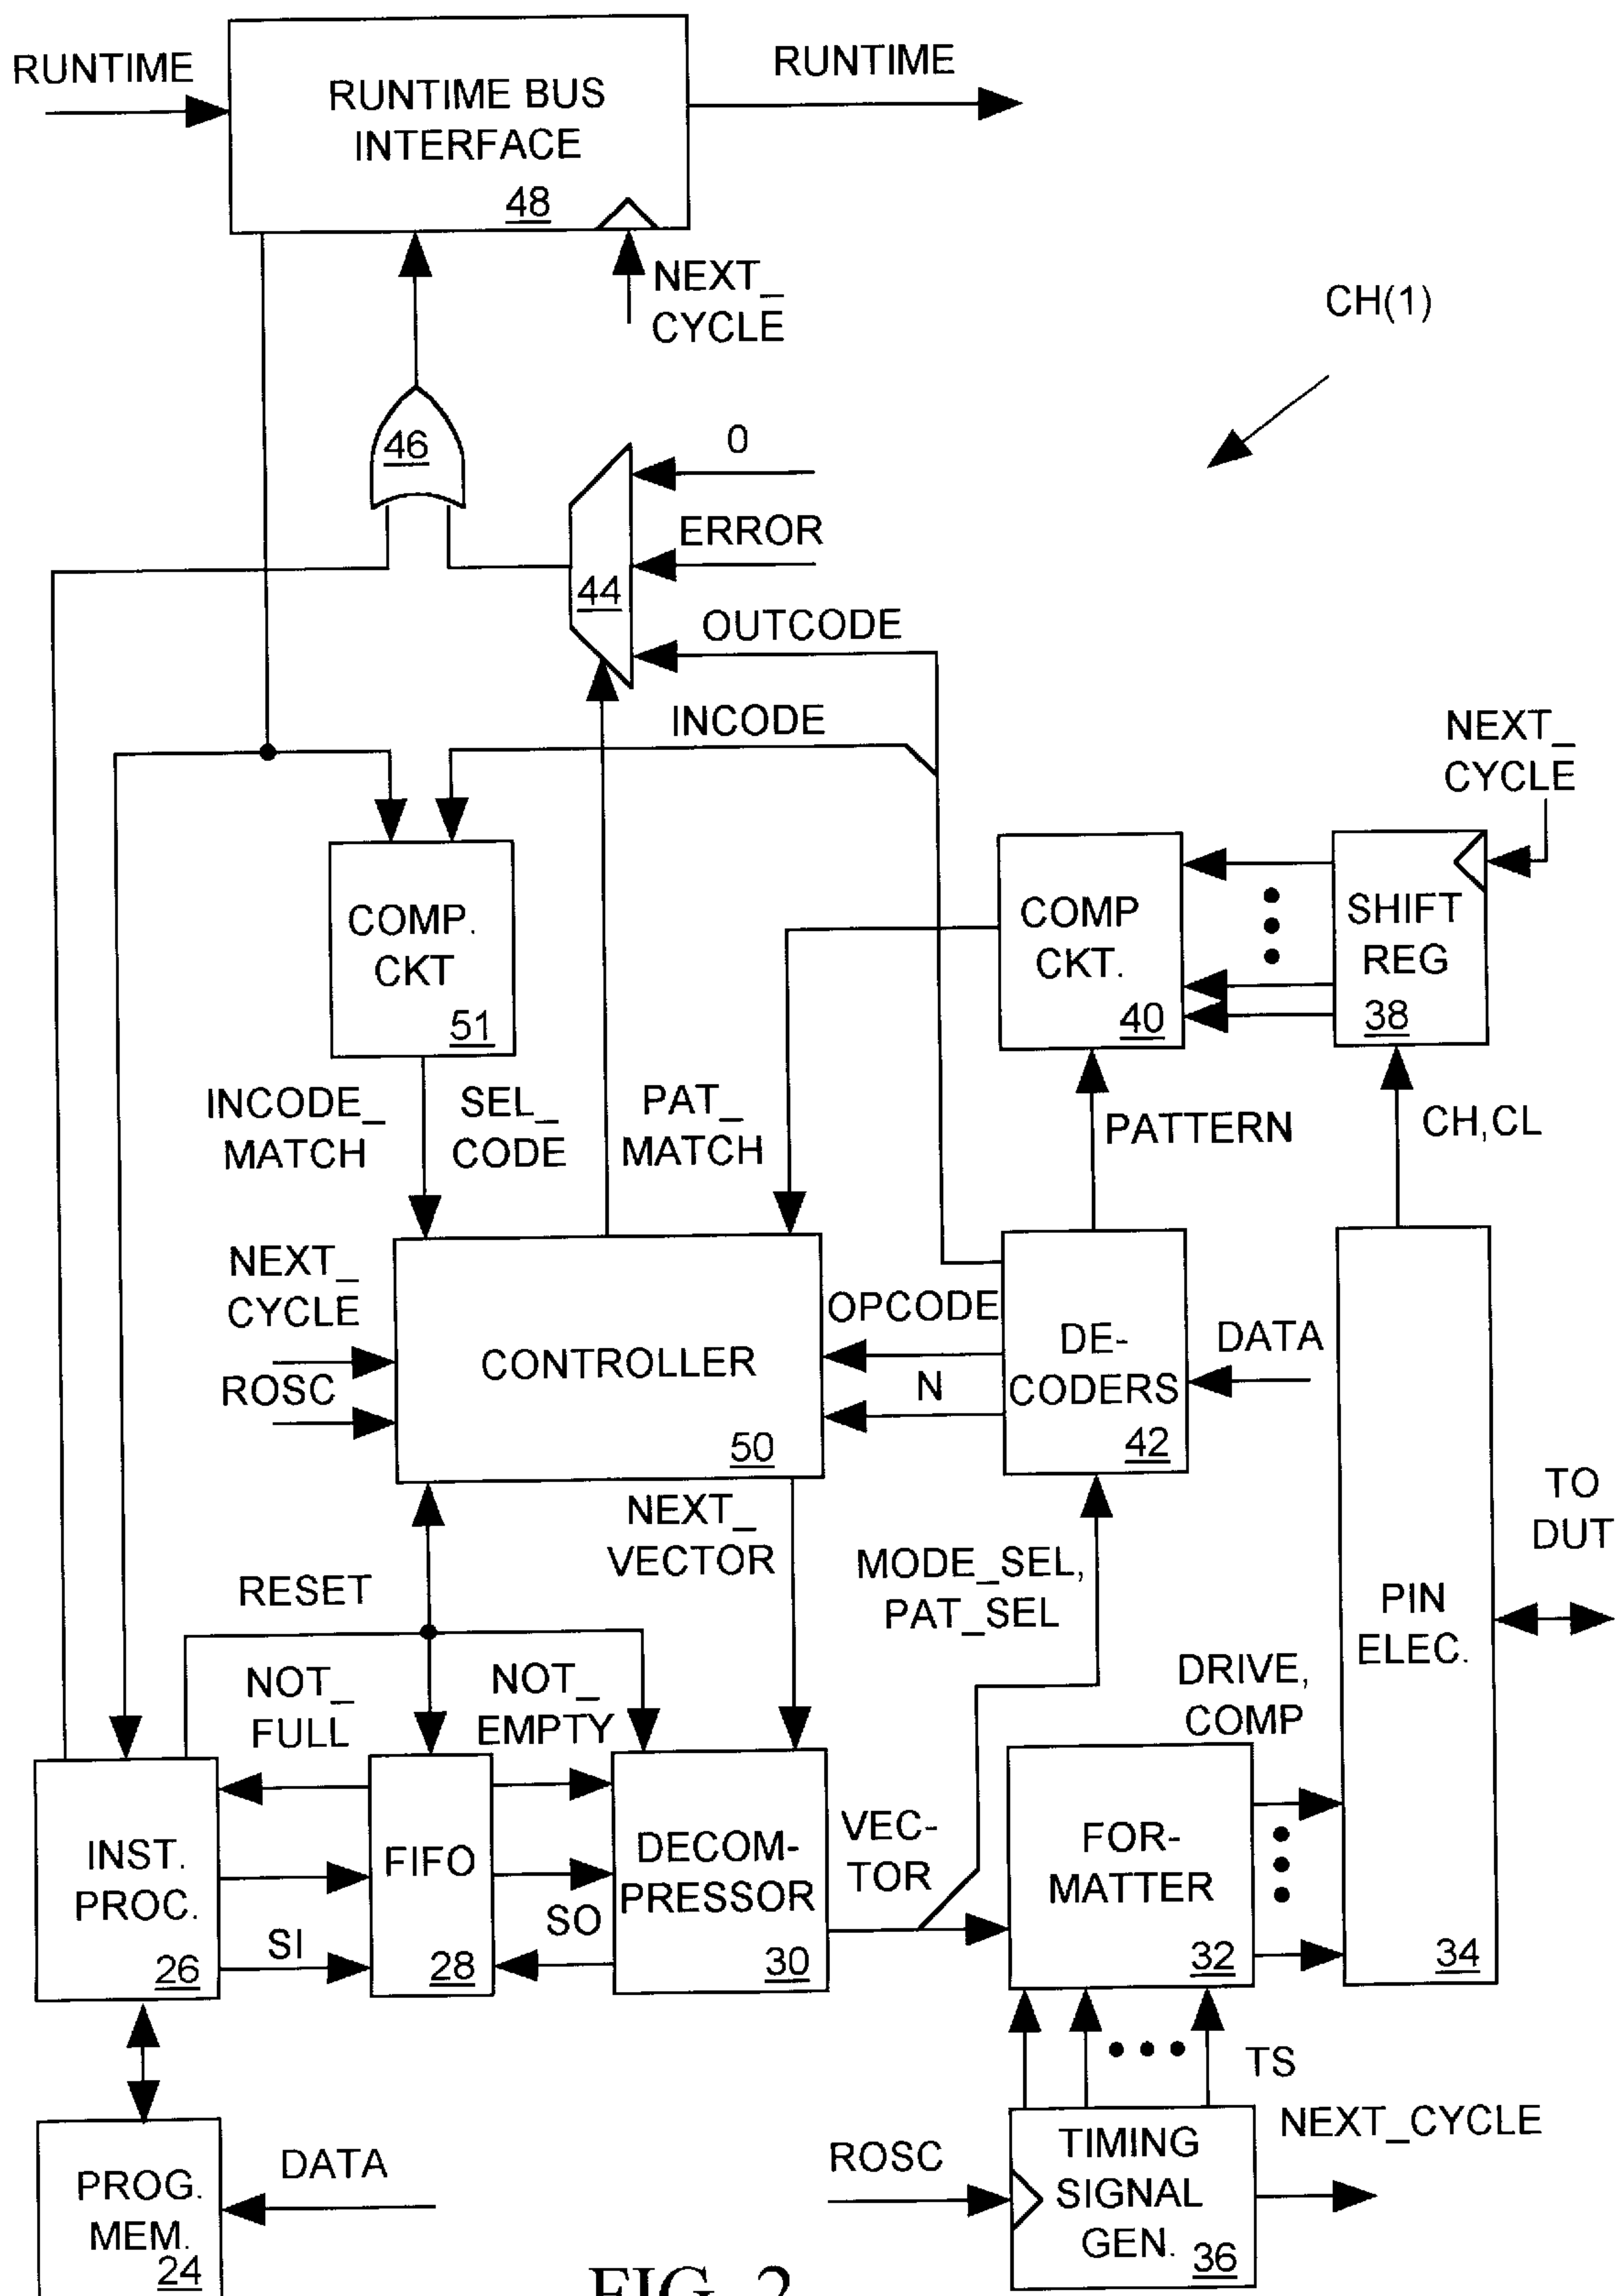 RUNTIME
RUNTIME BUS
INTERFACE
48
RUNTIME
NEXT_
CYCLE
CH(1)
46
0
ERROR
44
OUTCODE
INCODE
NEXT_
CYCLE
COMP.
CKT
51
COMP
CKT.
40
SHIFT
REG
38
INCODE_
MATCH
SEL_
CODE
PAT_
MATCH
PATTERN
CH,CL
NEXT_
CYCLE
ROSC
CONTROLLER
50
OPCODE
N
DE-
CODERS
42
DATA
TO
DUT
NEXT_
VECTOR
MODE_SEL,
PAT_SEL
RESET
PIN
ELEC.
34
NOT_
FULL
NOT_
EMPTY
DRIVE,
COMP
INST.
PROC.
26
SI
FIFO
28
SO
DECOM-
PRESSOR
30
VEC-
TOR
FOR-
MATTER
32
TS
PROG.
MEM.
24
DATA
ROSC
TIMING
SIGNAL
GEN.
36
NEXT_CYCLE
FIG. 2